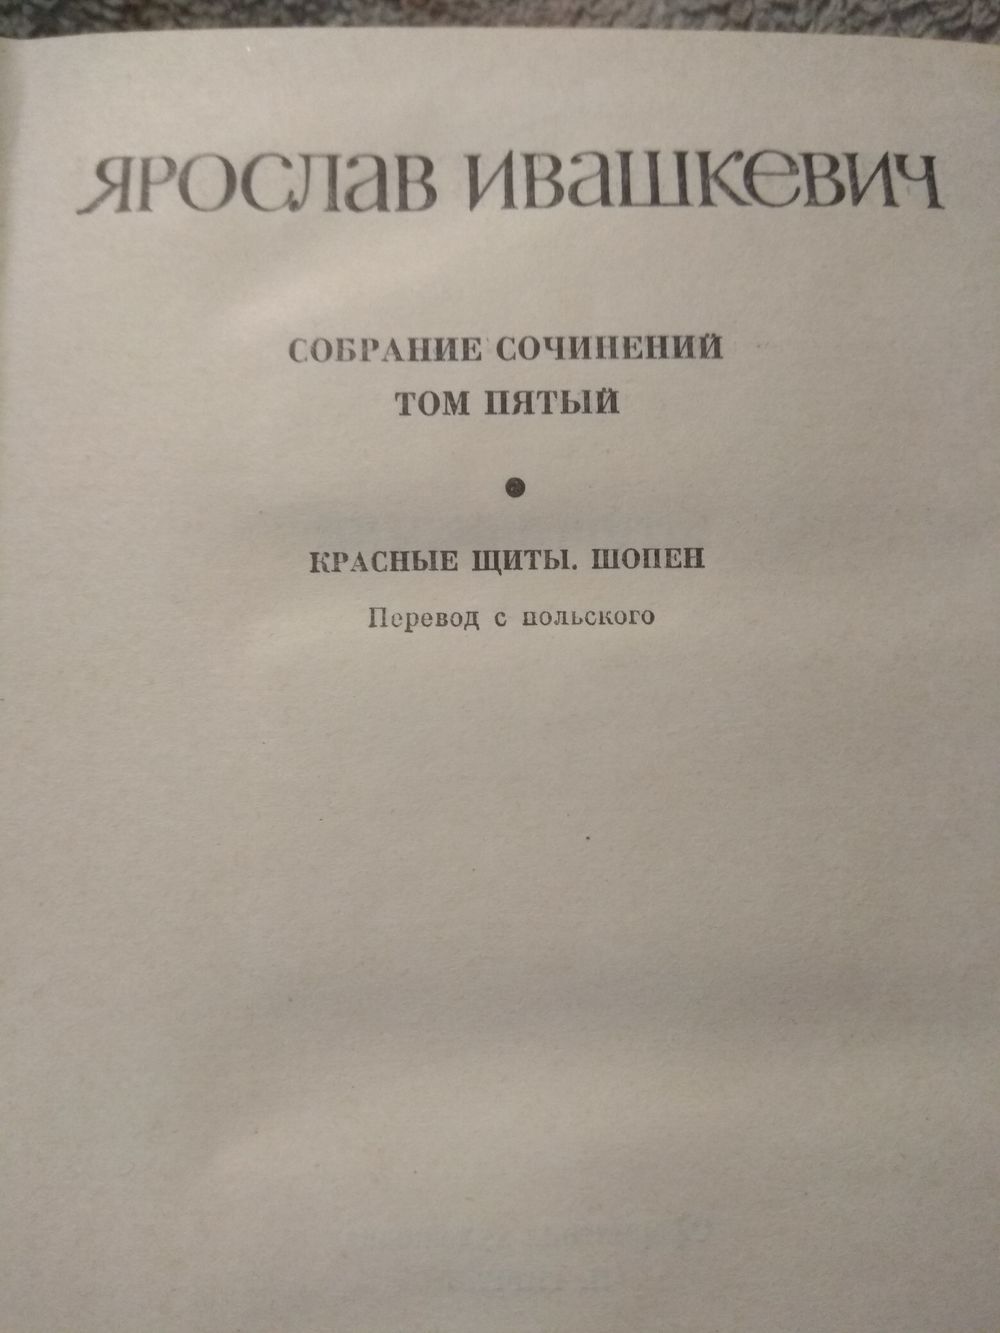 ЯРОСЛАВ ИВАШКЕВИЧ
СОБРАНИЕ СОЧИНЕНИЙ
ТОМ ПЯТЫЙ
•
КРАСНЫЕ ЩИТЫ. ШОПЕН
Перевод с польского